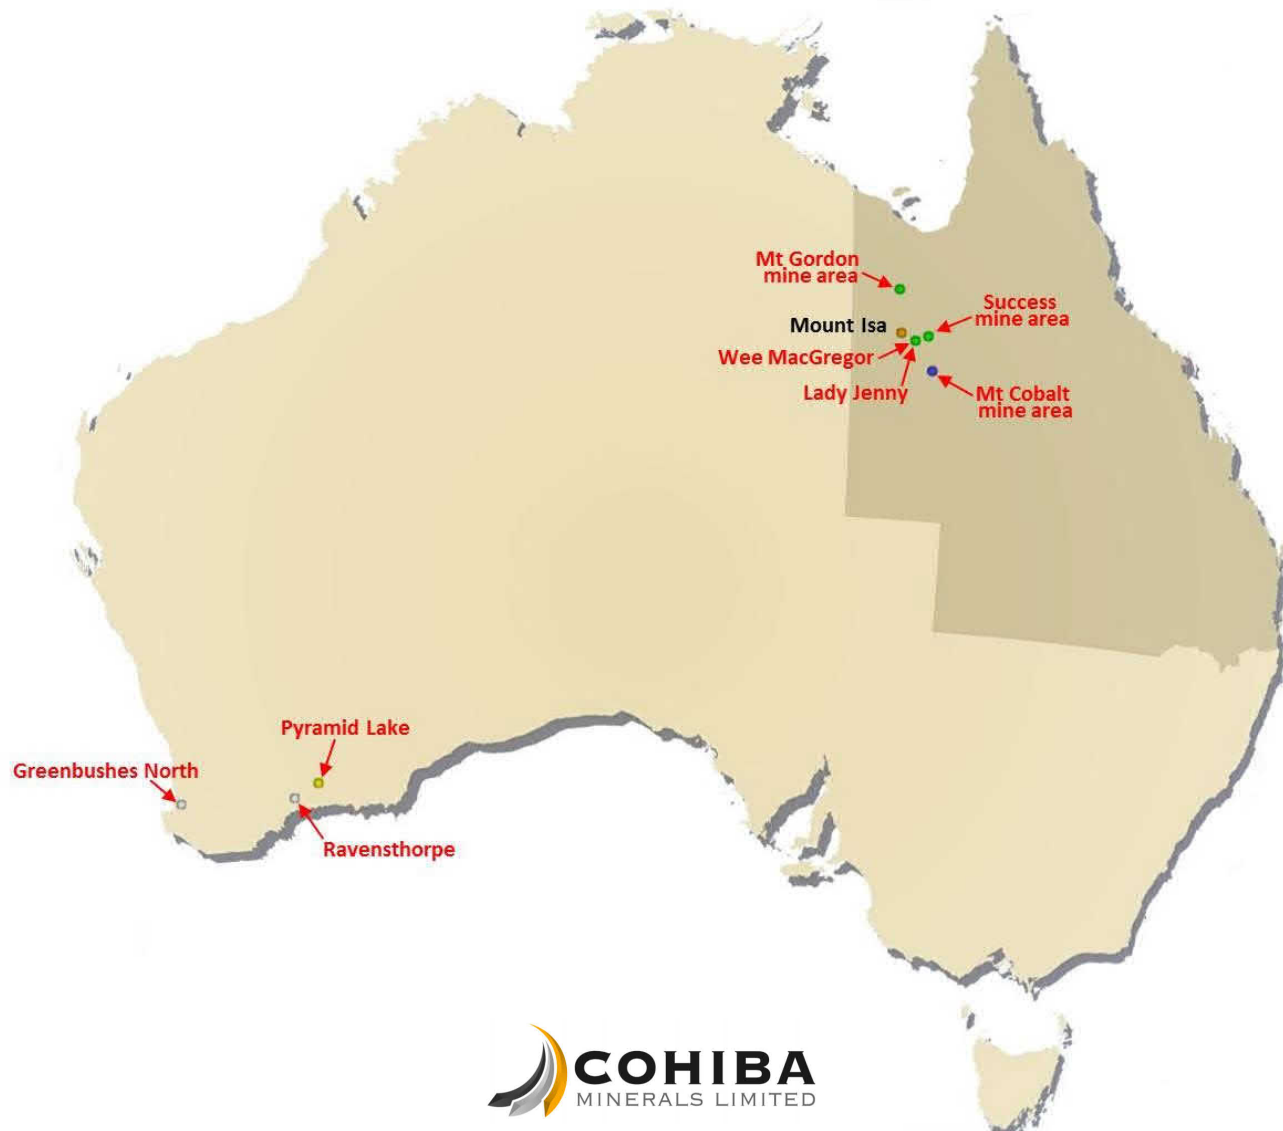 Mt Gordon
mine area
Success
mine area
Mount Isa
Wee MacGregor
Lady Jenny
Mt Cobalt
mine area
Pyramid Lake
Greenbushes North
Ravensthorpe
COHIBA
MINERALS LIMITED